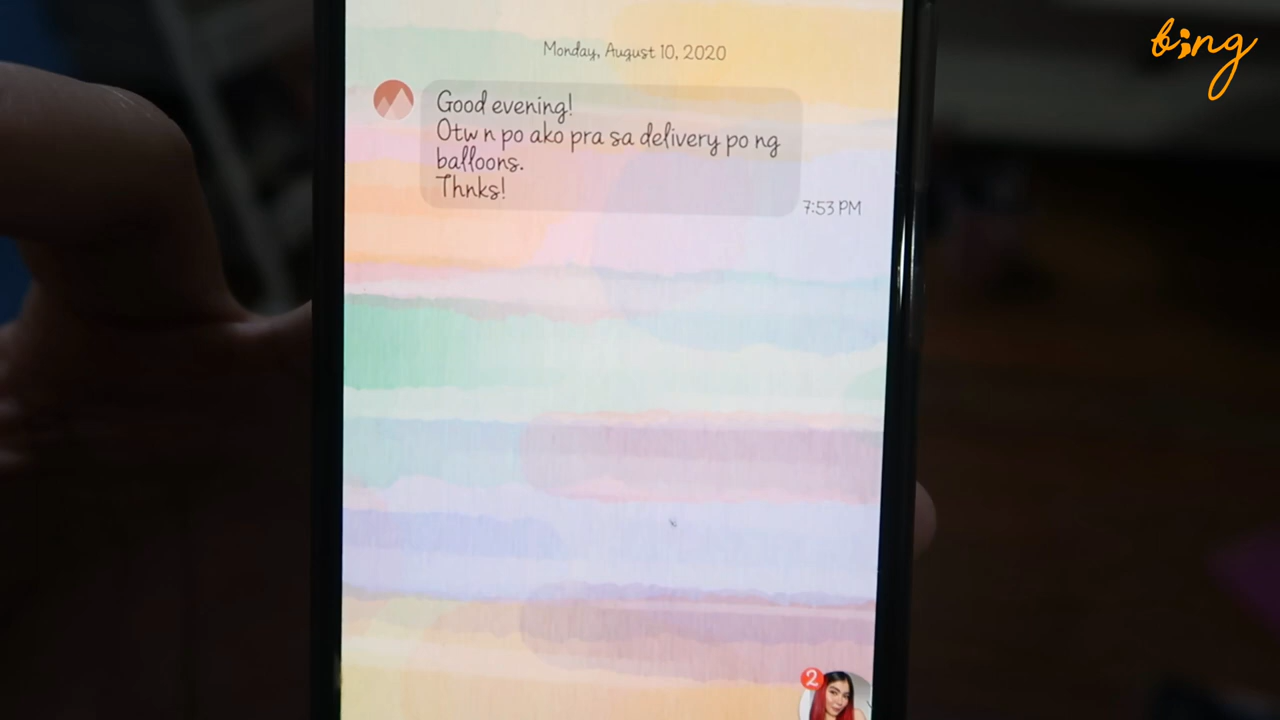 bing
Monday, August 10, 2020
Good evening!
Otw n po ako pra sa delivery po ng
balloons.
Thnks!
7:53 PM
2